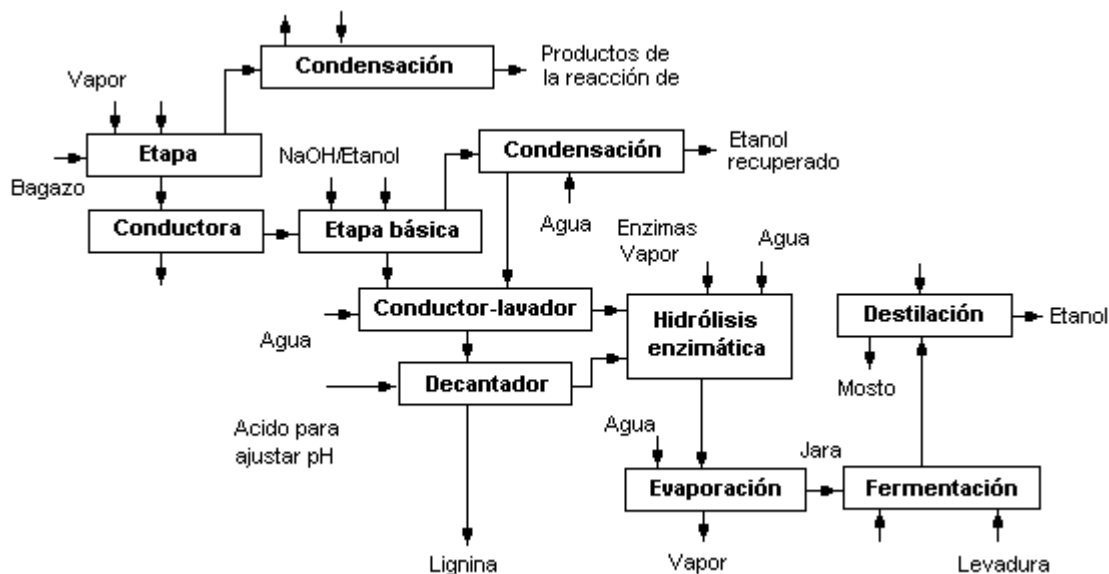 Condensación
Productos de
la reacción de
Vapor
Etapa
Bagazo
NaOH/Etanol
Condensación
Etanol
recuperado
Conductora
Etapa básica
Agua
Enzimas
Vapor
Agua
Conductor-lavador
Agua
Hidrólisis
enzimática
Destilación
Etanol
Decantador
Mosto
Acido para
ajustar pH
Agua
Jara
Evaporación
Fermentación
Lignina
Vapor
Levadura